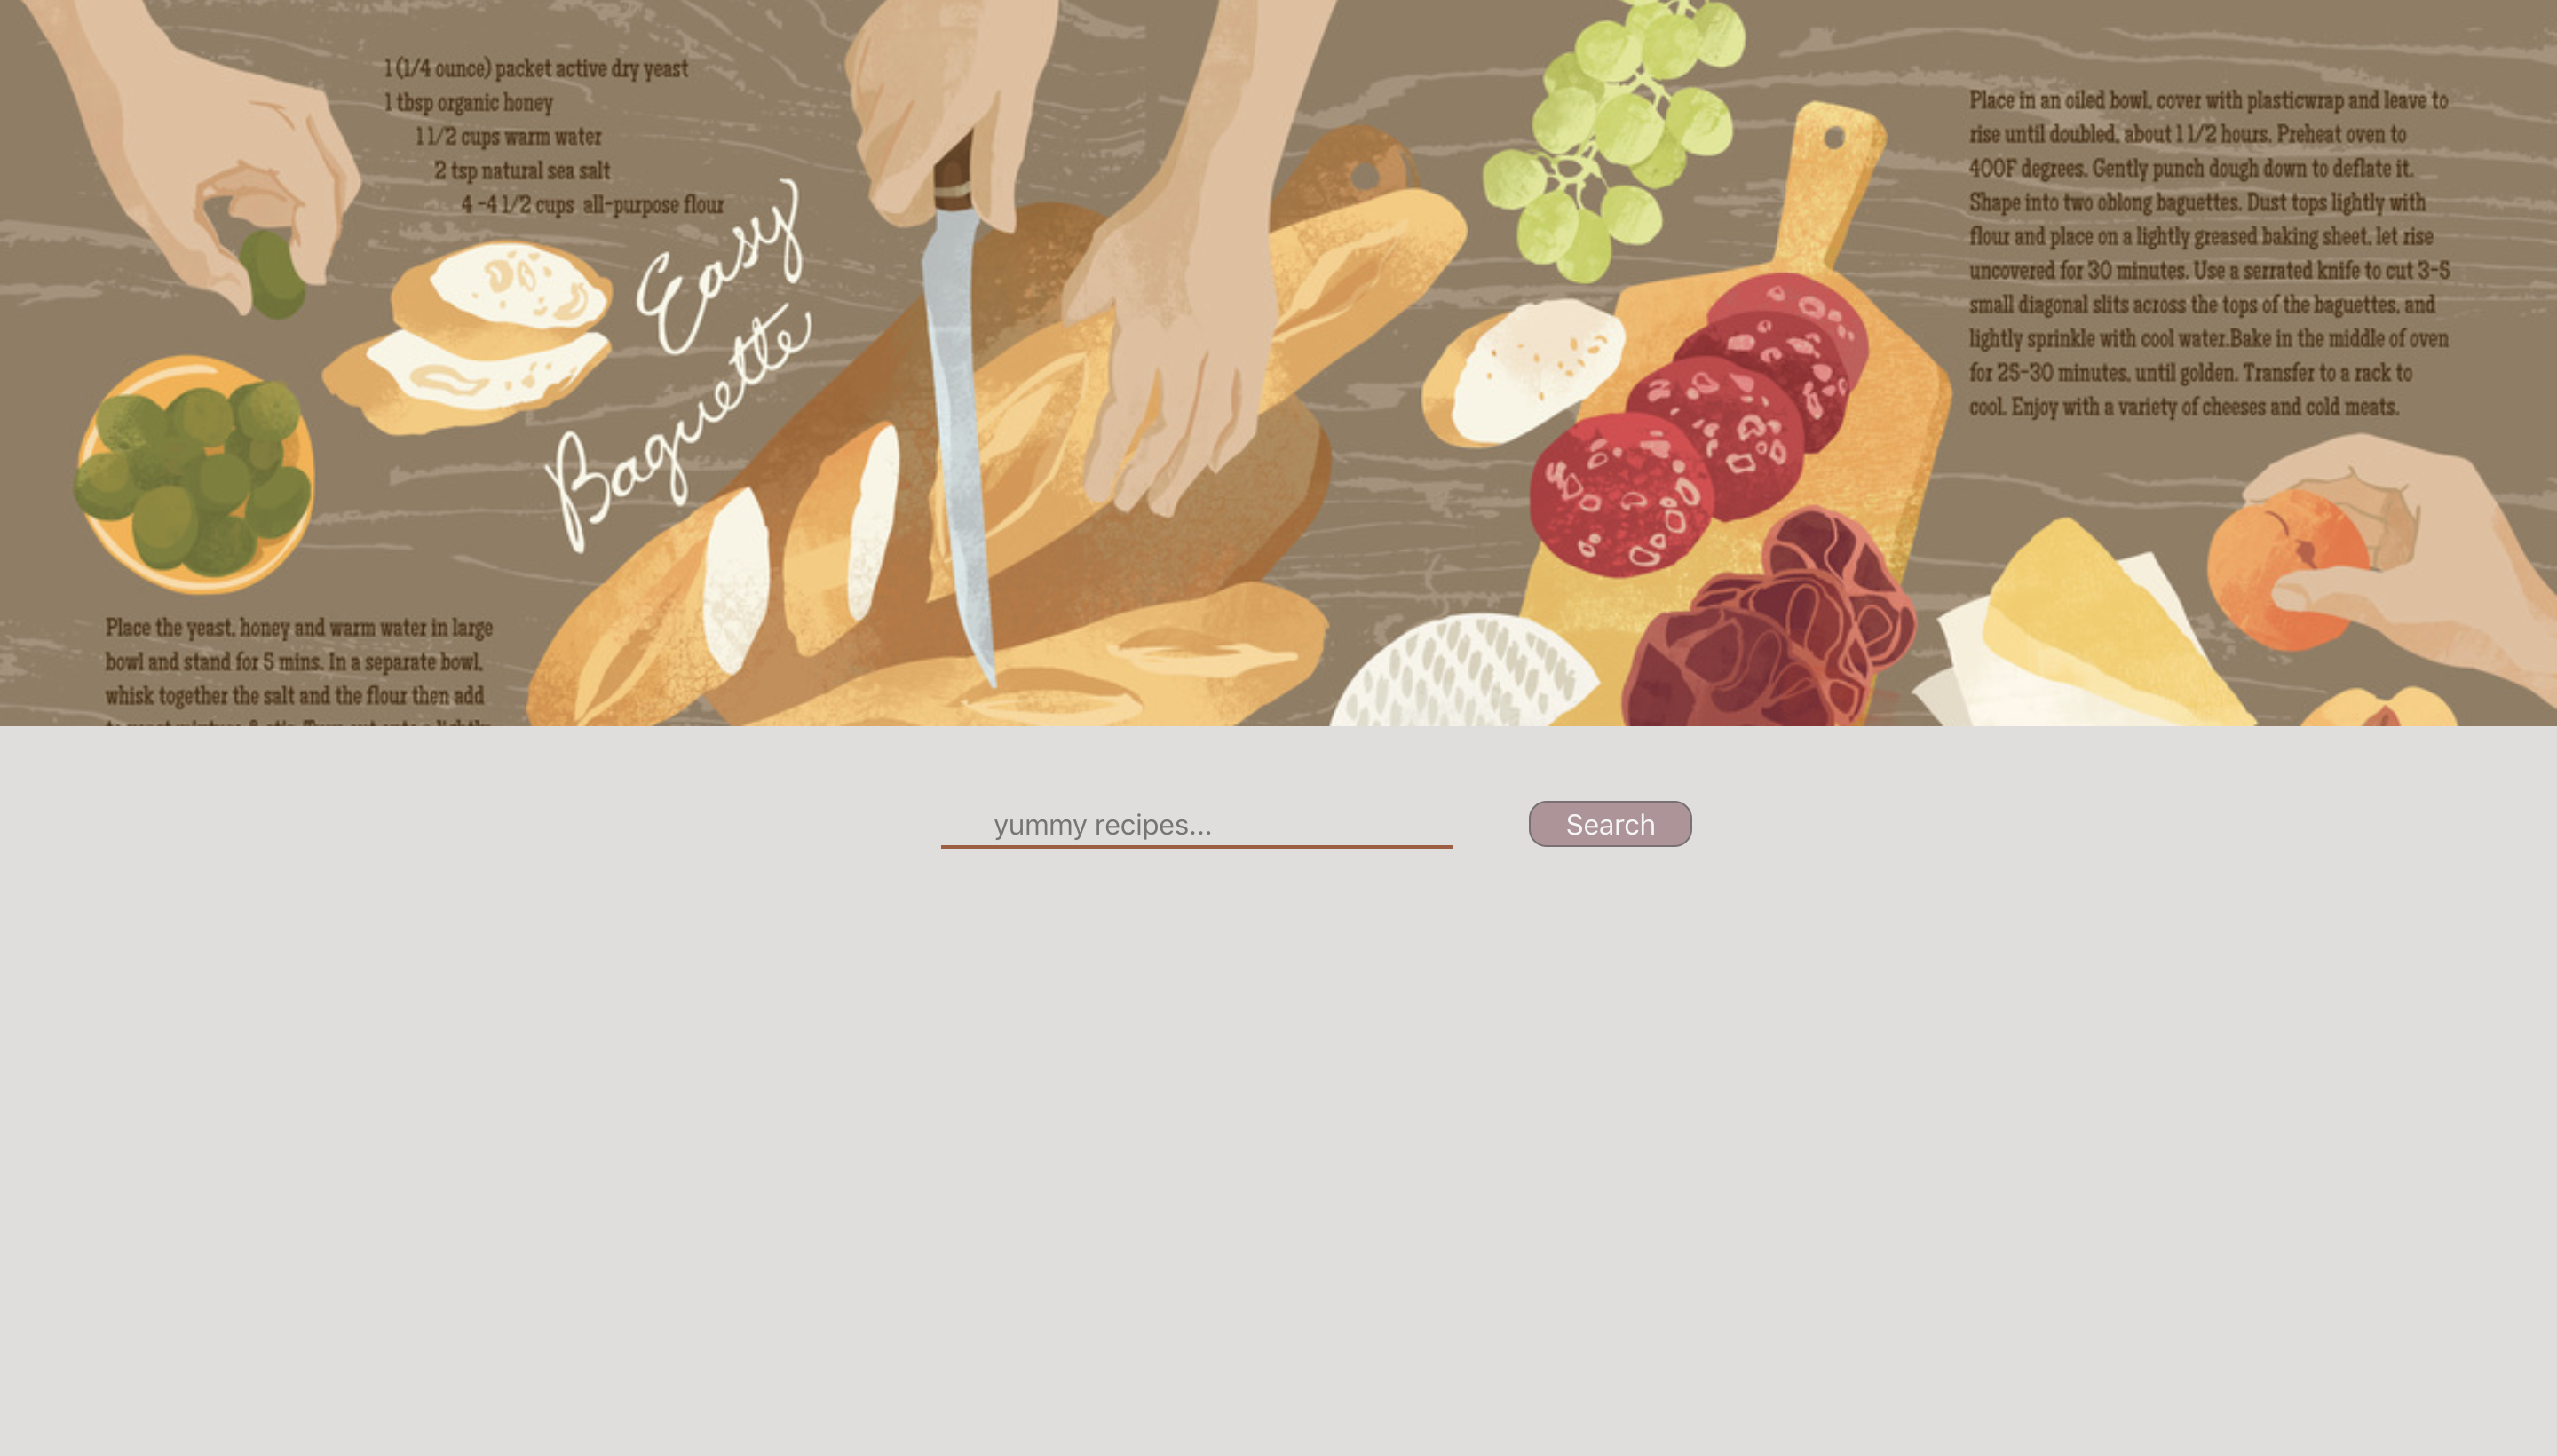 1 (1/4 ounce) packet active dry yeast
1 tbsp organic honey
1 1/2 cups warm water
2 tsp natural sea salt
4 -4 1/2 cups all-purpose flour
Easy
Baguette
Place the yeast, honey and warm water in large
bowl and stand for 5 mins. In a separate bowl,
whisk together the salt and the flour then add
Place in an oiled bowl, cover with plasticwrap and leave to
rise until doubled, about 1 1/2 hours. Preheat oven to
400F degrees. Gently punch dough down to deflate it.
Shape into two oblong baguettes. Dust tops lightly with
flour and place on a lightly greased baking sheet, let rise
uncovered for 30 minutes. Use a serrated knife to cut 3-5
small diagonal slits across the tops of the baguettes, and
lightly sprinkle with cool water.Bake in the middle of oven
for 25-30 minutes, until golden. Transfer to a rack to
cool. Enjoy with a variety of cheeses and cold meats.
yummy recipes...
Search